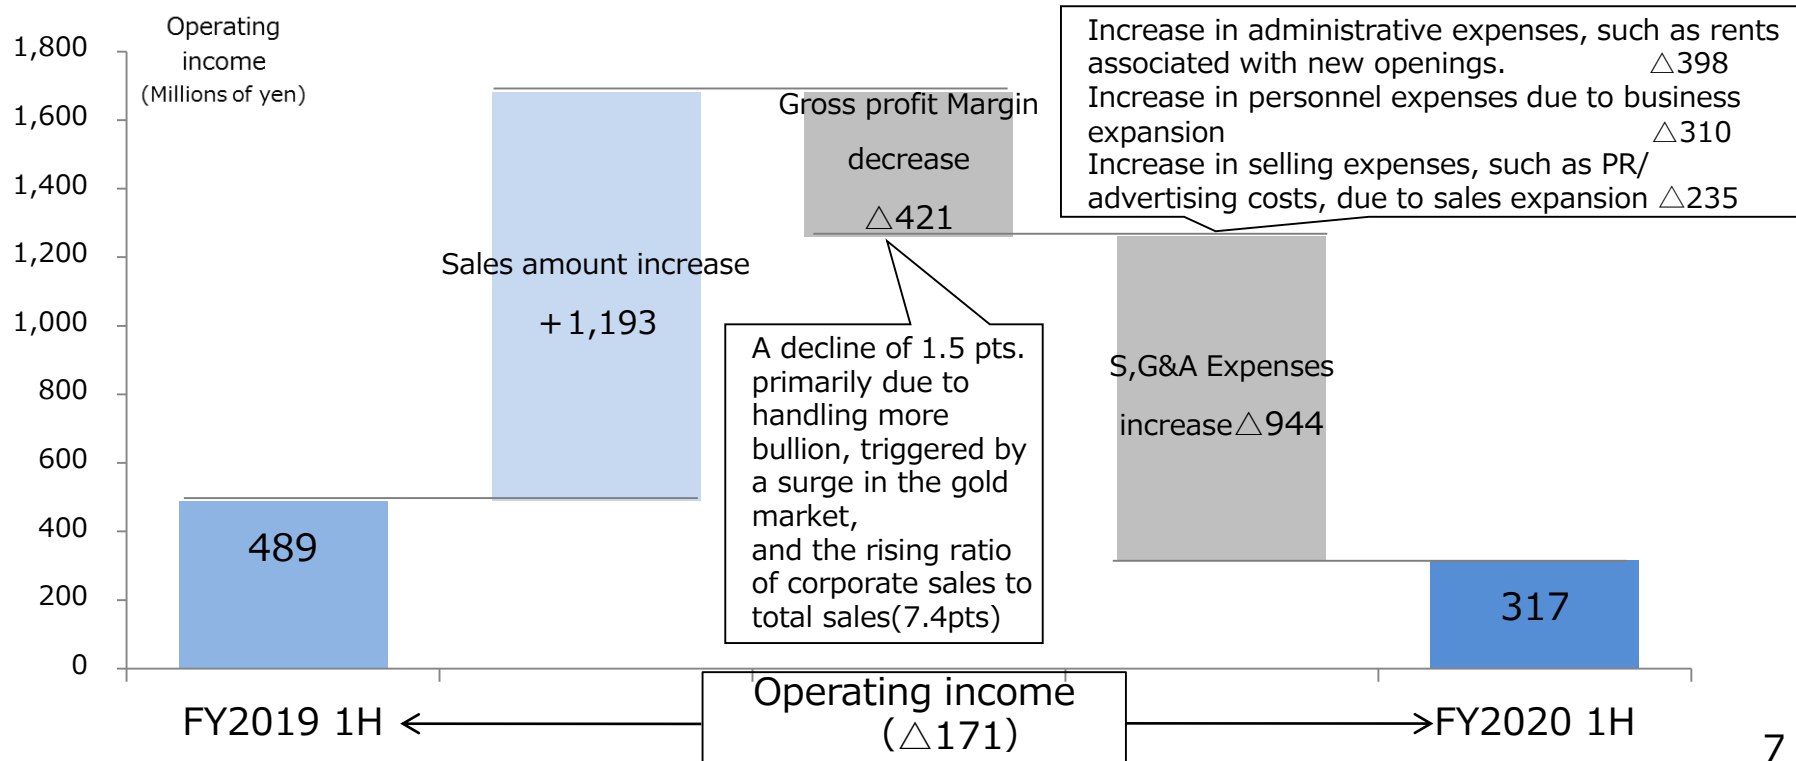 Operating
income
(Millions of yen)
1,800
1,600
1,400
1,200
1,000
800
600
400
200
0
489
Sales amount increase
+1,193
Gross profit Margin
decrease
△421
A decline of 1.5 pts.
primarily due to
handling more
bullion, triggered by
a surge in the gold
market,
and the rising ratio
of corporate sales to
total sales(7.4pts)
Increase in administrative expenses, such as rents
associated with new openings. △398
Increase in personnel expenses due to business
expansion △310
Increase in selling expenses, such as PR/
advertising costs, due to sales expansion △235
S,G&A Expenses
increase△944
317
FY2019 1H
Operating income
(△171)
FY2020 1H
7